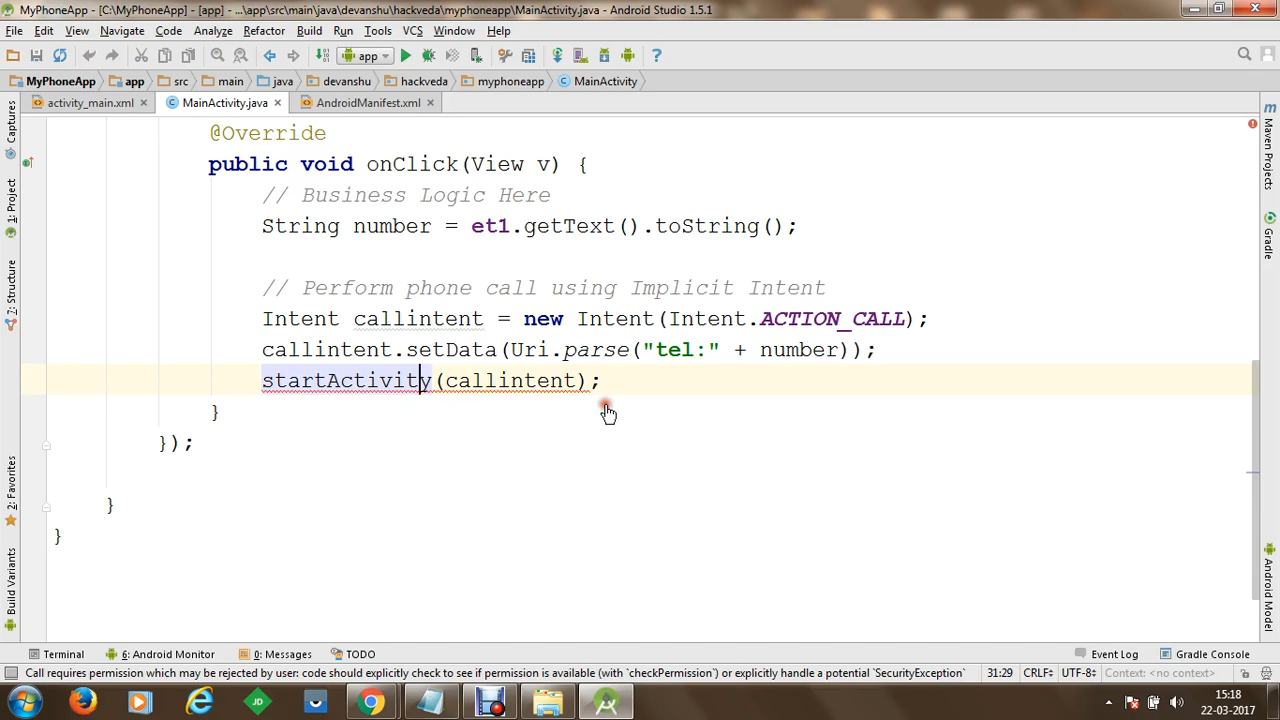 MyPhoneApp - [C:\MyPhoneApp] - [app] - ...\app\src\main\java\devanshu\hackveda\myphoneapp\MainActivity.java - Android Studio 1.5.1
File Edit View Navigate Code Analyze Refactor Build Run Tools VCS Window Help
app
MyPhoneApp app src main java devanshu hackveda myphoneapp MainActivity
activity_main.xml MainActivity.java AndroidManifest.xml
@Override
public void onClick(View v) {
// Business Logic Here
String number = et1.getText().toString();
// Perform phone call using Implicit Intent
Intent callintent = new Intent(Intent.ACTION_CALL);
callintent.setData(Uri.parse("tel:" + number));
startActivity(callintent);
}
});
}
}
Captures
1: Project
7: Structure
2: Favorites
Build Variants
Maven Projects
Gradle
Android Model
Terminal 6: Android Monitor 0: Messages TODO Event Log Gradle Console
Call requires permission which may be rejected by user: code should explicitly check to see if permission is available (with `checkPermission`) or explicitly handle a potential `SecurityException` 31:29 CRLF÷ UTF-8÷ Context: <no context>
JD
15:18
22-03-2017